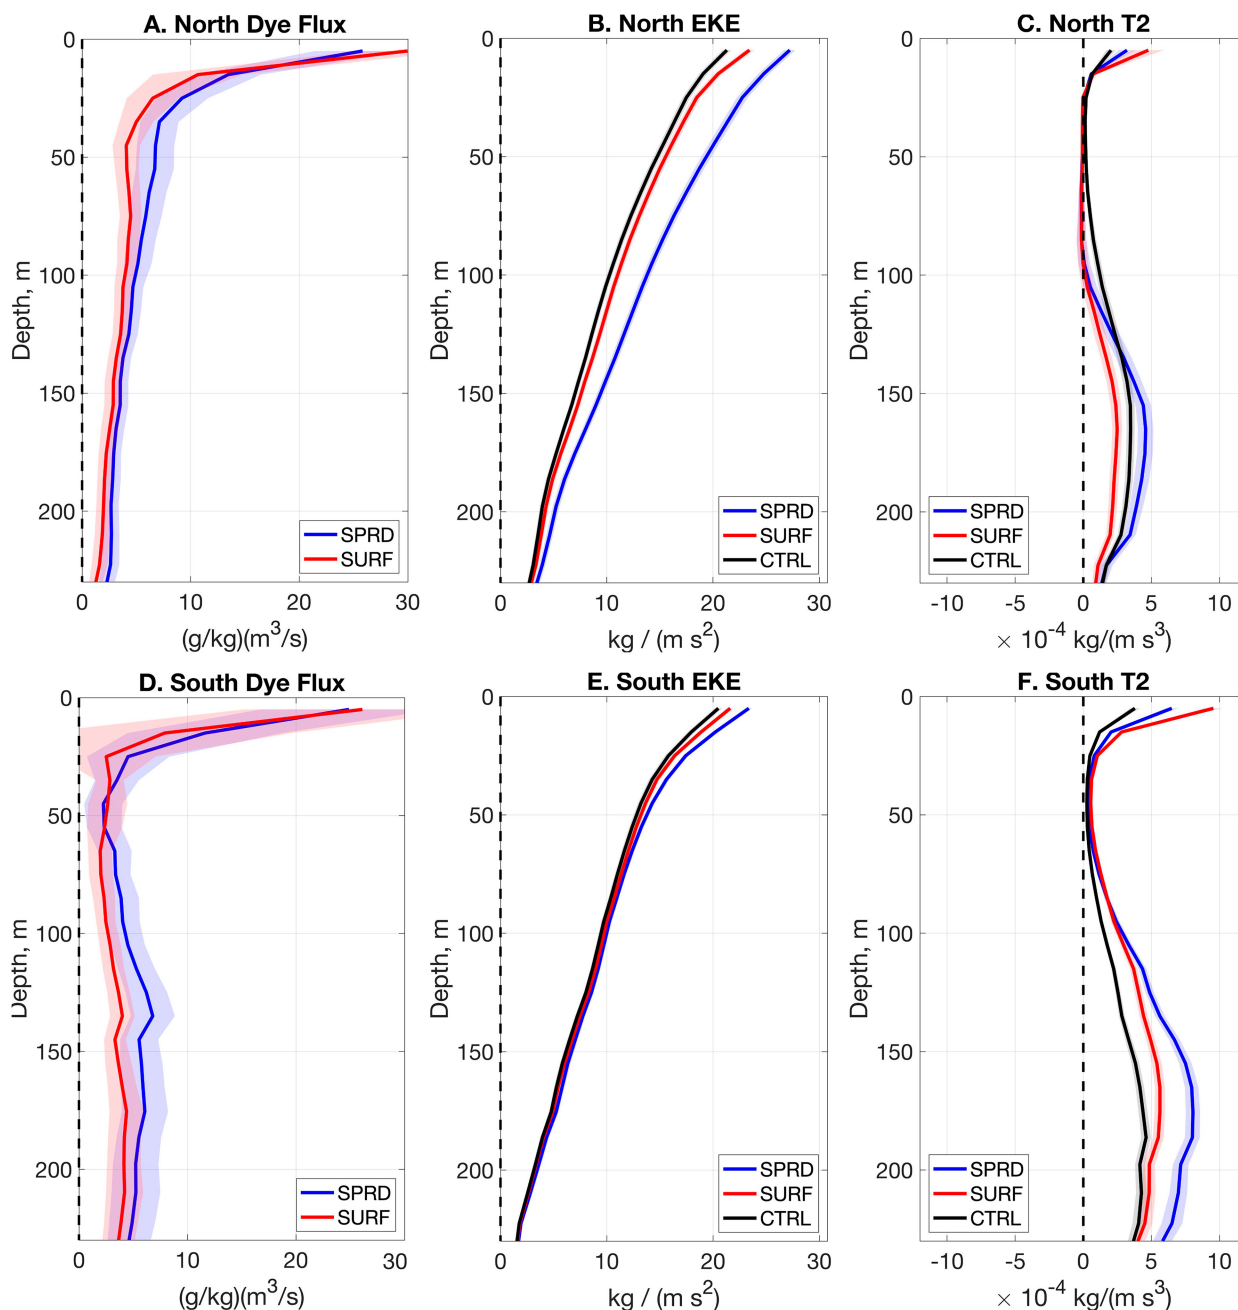 A. North Dye Flux
0
50
100
150
200
Depth, m
SPRD
SURF
0 10 20 30
(g/kg)(m³/s)
B. North EKE
0
50
100
150
200
Depth, m
SPRD
SURF
CTRL
0 10 20 30
kg / (m s²)
C. North T2
0
50
100
150
200
Depth, m
SPRD
SURF
CTRL
-10 -5 0 5 10
× 10⁻⁴ kg/(m s³)
D. South Dye Flux
0
50
100
150
200
Depth, m
SPRD
SURF
0 10 20 30
(g/kg)(m³/s)
E. South EKE
0
50
100
150
200
Depth, m
SPRD
SURF
CTRL
0 10 20 30
kg / (m s²)
F. South T2
0
50
100
150
200
Depth, m
SPRD
SURF
CTRL
-10 -5 0 5 10
× 10⁻⁴ kg/(m s³)